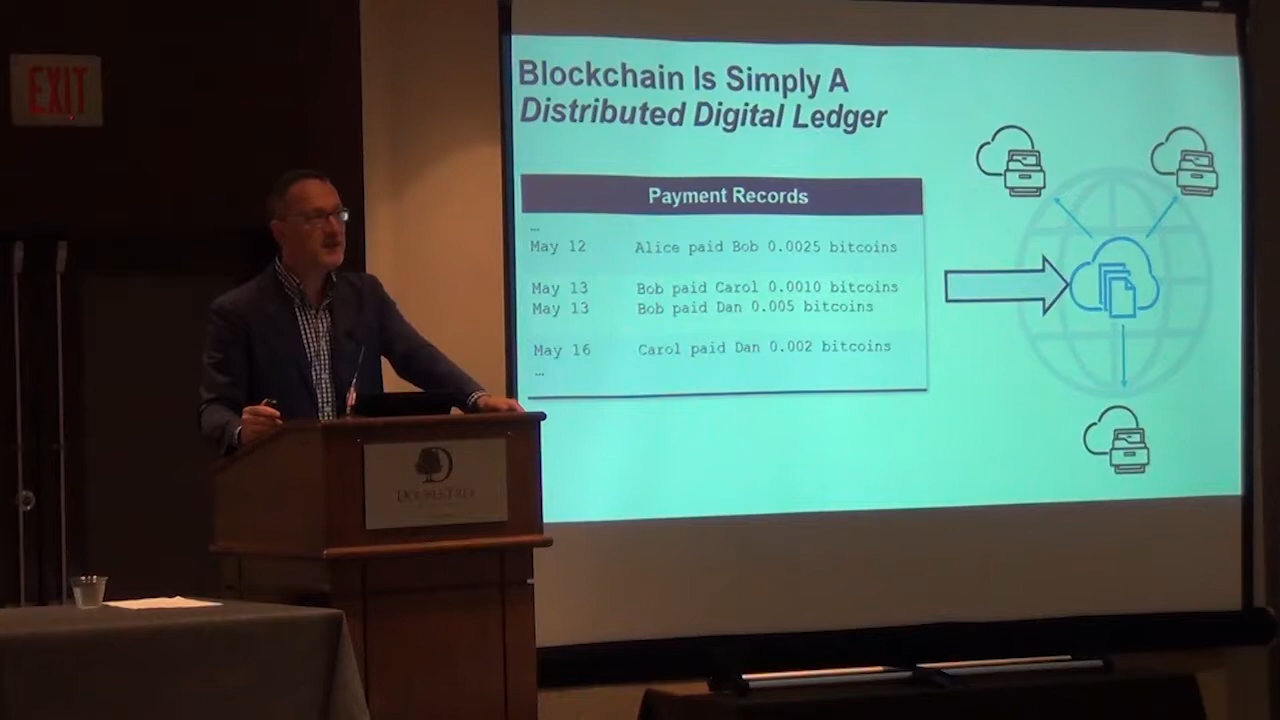 EXIT
Blockchain Is Simply A
Distributed Digital Ledger
Payment Records
...
May 12 Alice paid Bob 0.0025 bitcoins
May 13 Bob paid Carol 0.0010 bitcoins
May 13 Bob paid Dan 0.005 bitcoins
May 16 Carol paid Dan 0.002 bitcoins
...
DOUBLETREE